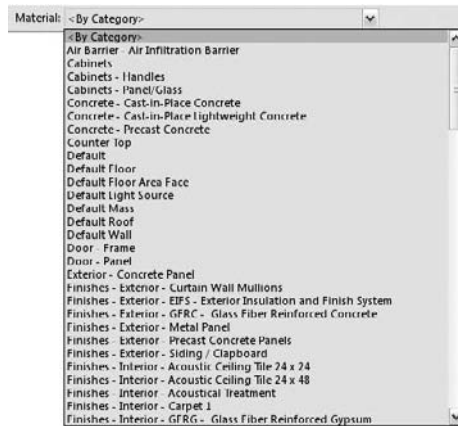 Material: <By Category>
<By Category>
Air Barrier - Air Infiltration Barrier
Cabinets
Cabinets - Handles
Cabinets - Panel/Glass
Concrete - Cast-in-Place Concrete
Concrete - Cast-in-Place Lightweight Concrete
Concrete - Precast Concrete
Counter Top
Default
Default Floor
Default Floor Area Face
Default Light Source
Default Mass
Default Roof
Default Wall
Door - Frame
Door - Panel
Exterior - Concrete Panel
Finishes - Exterior - Curtain Wall Mullions
Finishes - Exterior - EIFS - Exterior Insulation and Finish System
Finishes - Exterior - GFRC - Glass Fiber Reinforced Concrete
Finishes - Exterior - Metal Panel
Finishes - Exterior - Precast Concrete Panels
Finishes - Exterior - Siding / Clapboard
Finishes - Interior - Acoustic Ceiling Tile 24 x 24
Finishes - Interior - Acoustic Ceiling Tile 24 x 48
Finishes - Interior - Acoustical Treatment
Finishes - Interior - Carpet 1
Finishes - Interior - GFRG - Glass Fiber Reinforced Gypsum